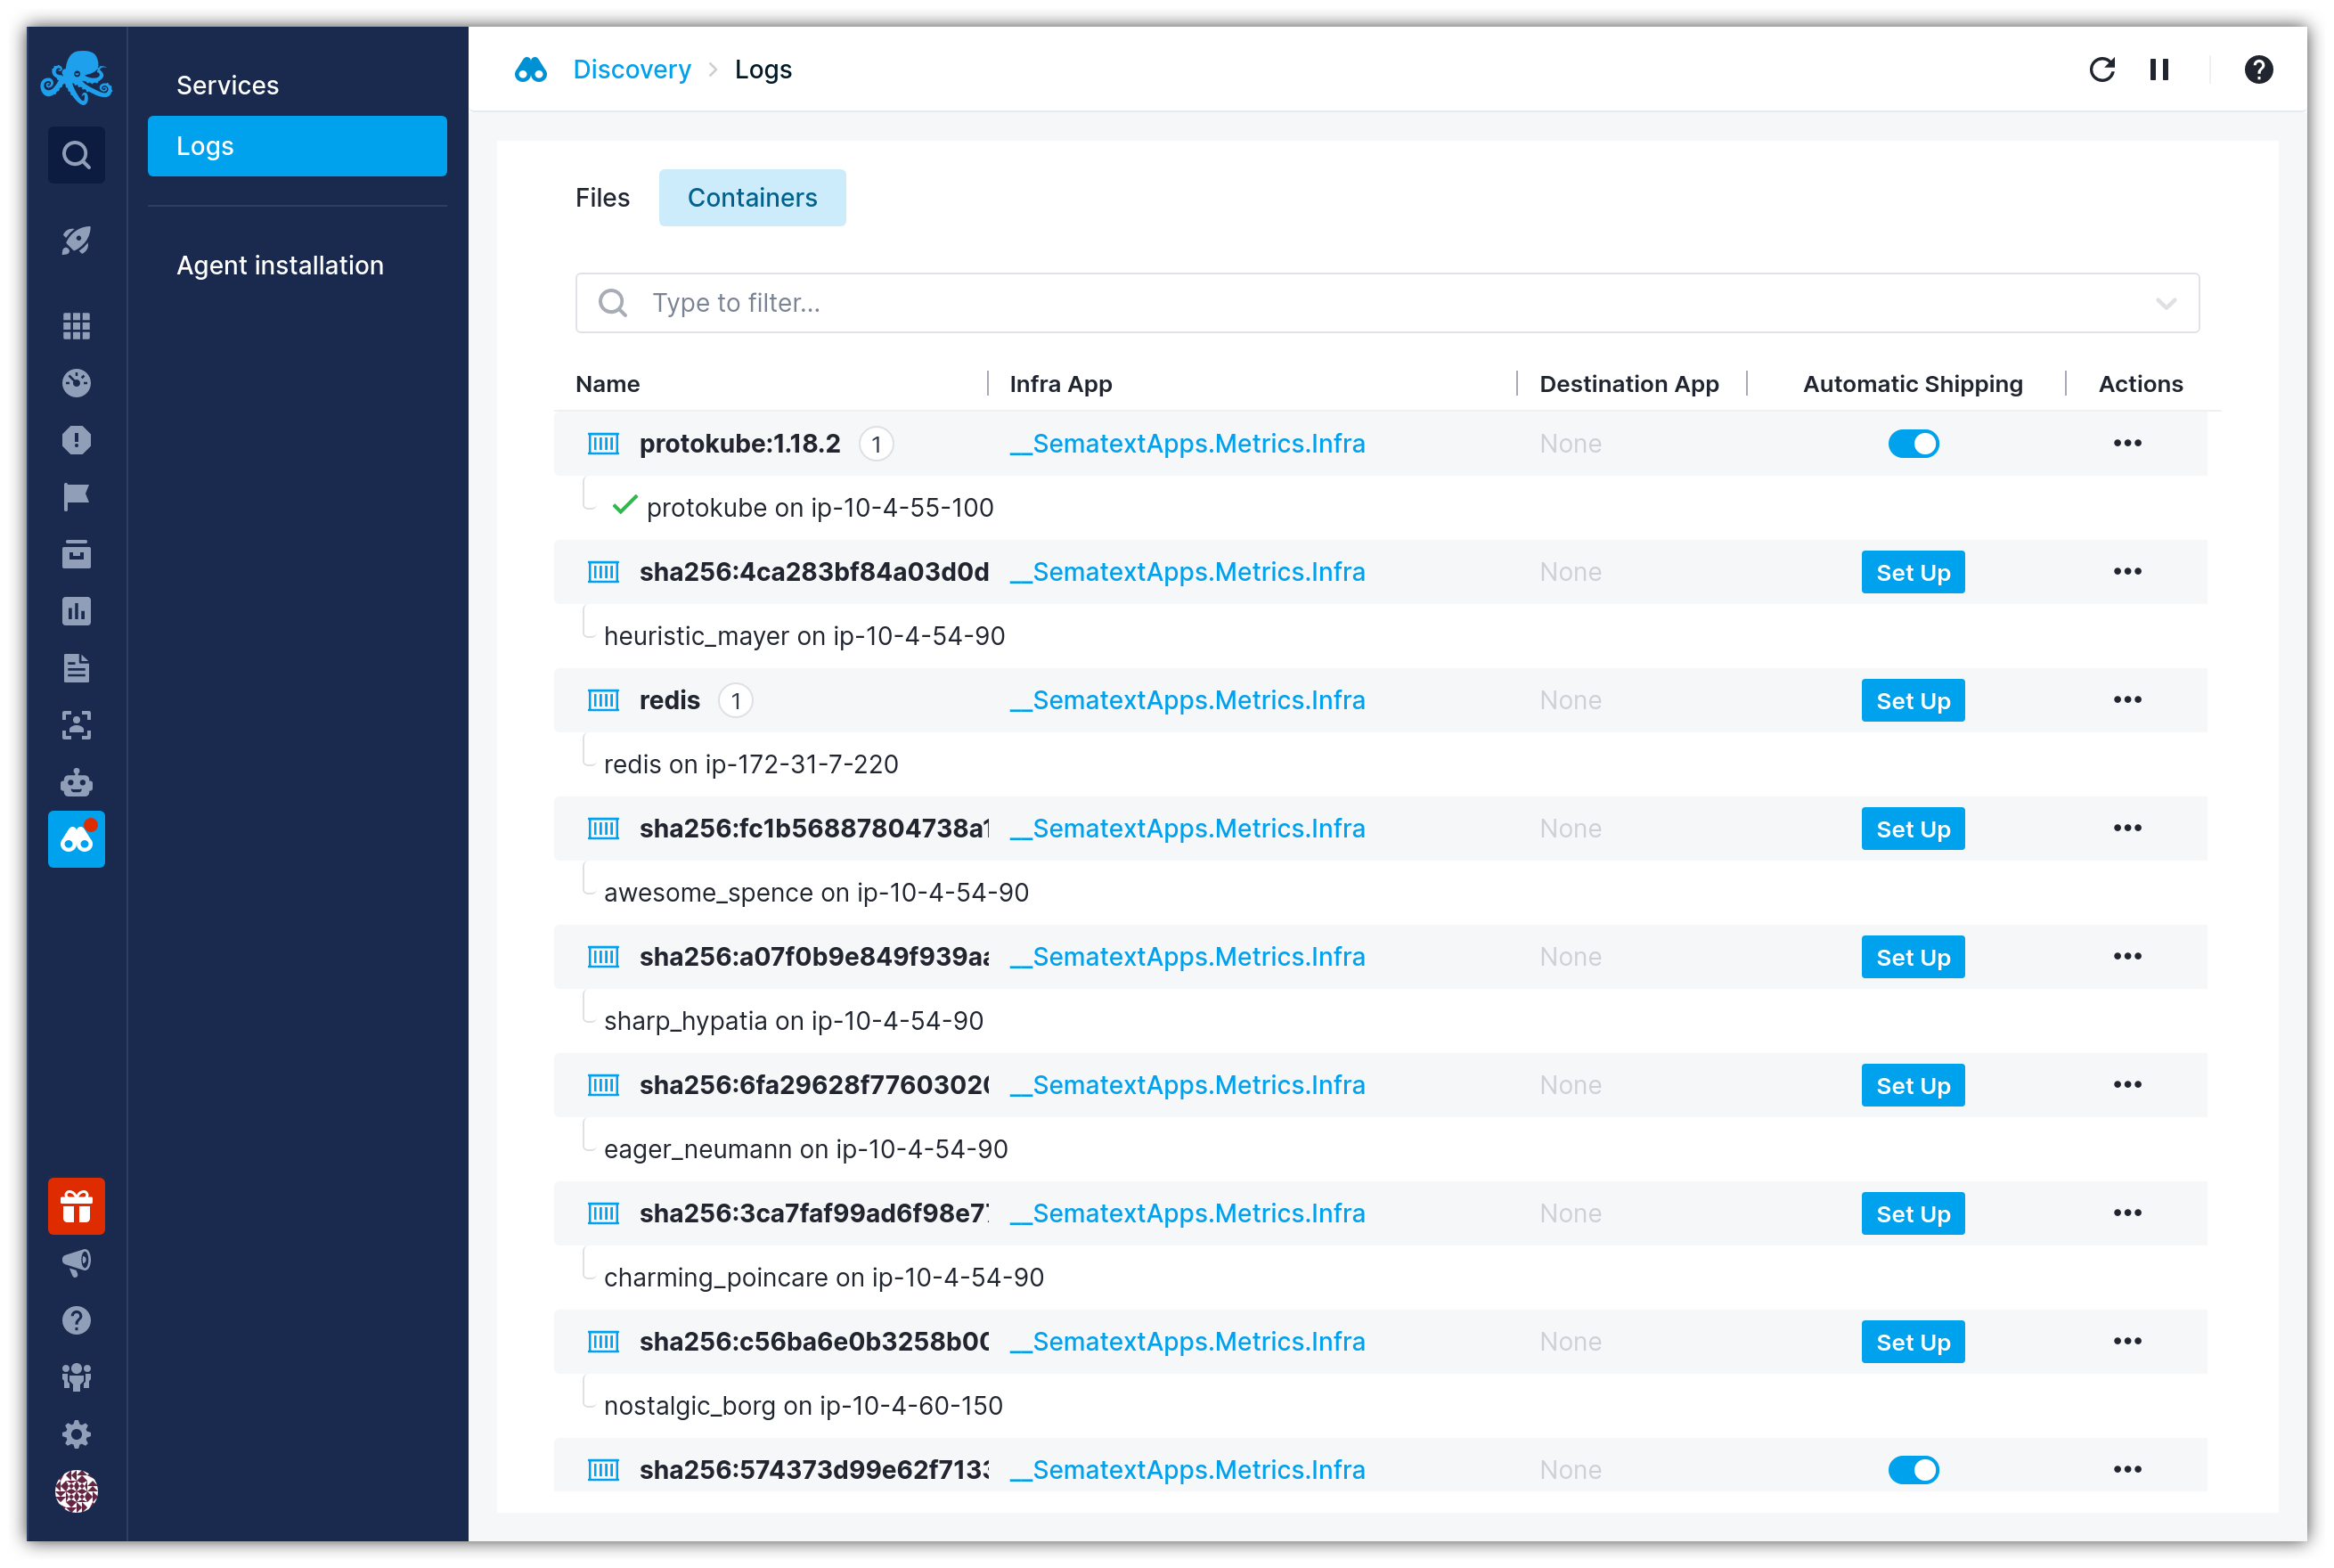 Services
Logs
Agent installation
Discovery > Logs
Files Containers
Type to filter...
Name Infra App Destination App Automatic Shipping Actions
protokube:1.18.2 1 __SematextApps.Metrics.Infra None
protokube on ip-10-4-55-100
sha256:4ca283bf84a03d0d __SematextApps.Metrics.Infra None Set Up
heuristic_mayer on ip-10-4-54-90
redis 1 __SematextApps.Metrics.Infra None Set Up
redis on ip-172-31-7-220
sha256:fc1b56887804738a1 __SematextApps.Metrics.Infra None Set Up
awesome_spence on ip-10-4-54-90
sha256:a07f0b9e849f939aa __SematextApps.Metrics.Infra None Set Up
sharp_hypatia on ip-10-4-54-90
sha256:6fa29628f77603020 __SematextApps.Metrics.Infra None Set Up
eager_neumann on ip-10-4-54-90
sha256:3ca7faf99ad6f98e77 __SematextApps.Metrics.Infra None Set Up
charming_poincare on ip-10-4-54-90
sha256:c56ba6e0b3258b00 __SematextApps.Metrics.Infra None Set Up
nostalgic_borg on ip-10-4-60-150
sha256:574373d99e62f7133 __SematextApps.Metrics.Infra None